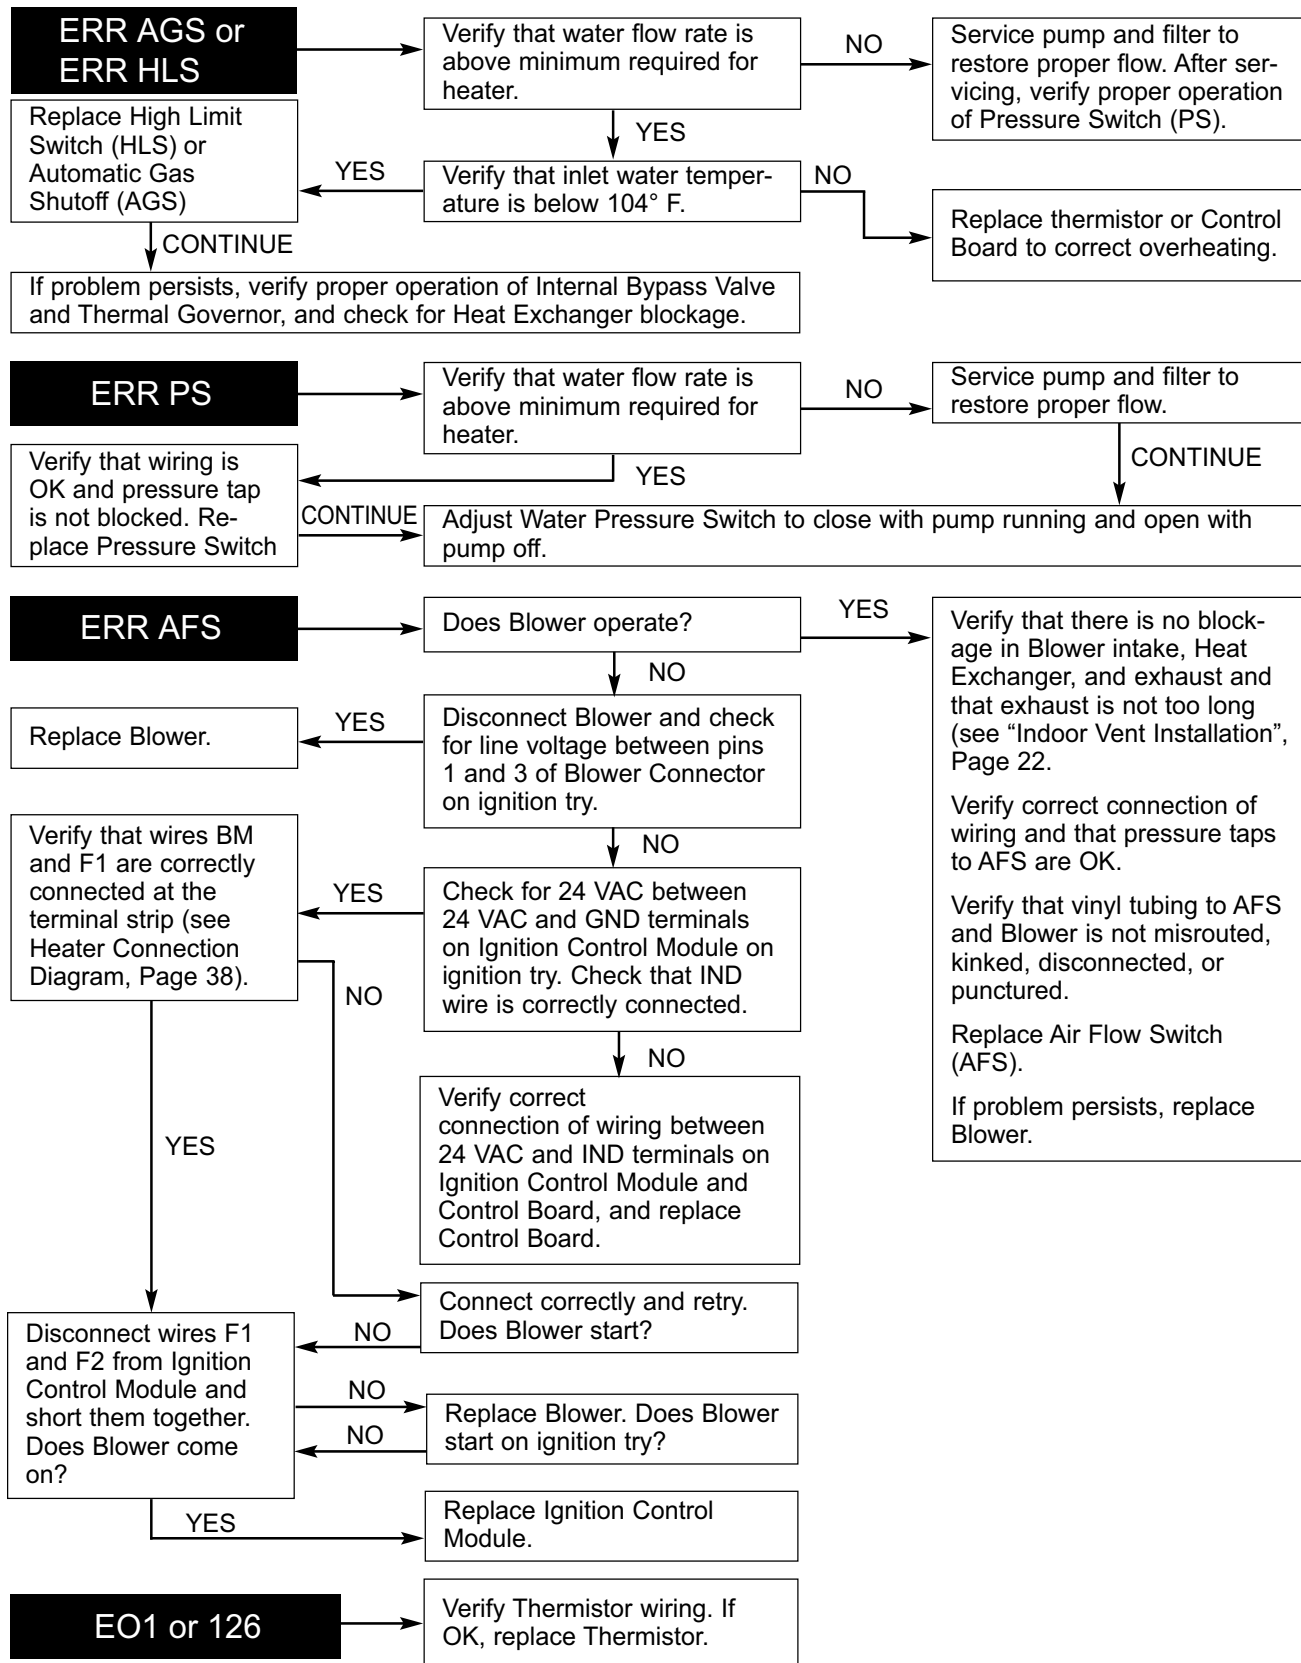 ERR AGS or
ERR HLS
Verify that water flow rate is
above minimum required for
heater.
NO
Service pump and filter to
restore proper flow. After ser-
vicing, verify proper operation
of Pressure Switch (PS).
YES
Replace High Limit
Switch (HLS) or
Automatic Gas
Shutoff (AGS)
YES
Verify that inlet water temper-
ature is below 104° F.
NO
Replace thermistor or Control
Board to correct overheating.
CONTINUE
If problem persists, verify proper operation of Internal Bypass Valve
and Thermal Governor, and check for Heat Exchanger blockage.
ERR PS
Verify that water flow rate is
above minimum required for
heater.
NO
Service pump and filter to
restore proper flow.
YES
CONTINUE
Verify that wiring is
OK and pressure tap
is not blocked. Re-
place Pressure Switch
CONTINUE
Adjust Water Pressure Switch to close with pump running and open with
pump off.
ERR AFS
Does Blower operate?
YES
Verify that there is no block-
age in Blower intake, Heat
Exchanger, and exhaust and
that exhaust is not too long
(see “Indoor Vent Installation”,
Page 22.
Verify correct connection of
wiring and that pressure taps
to AFS are OK.
Verify that vinyl tubing to AFS
and Blower is not misrouted,
kinked, disconnected, or
punctured.
Replace Air Flow Switch
(AFS).
If problem persists, replace
Blower.
NO
Replace Blower.
YES
Disconnect Blower and check
for line voltage between pins
1 and 3 of Blower Connector
on ignition try.
NO
Verify that wires BM
and F1 are correctly
connected at the
terminal strip (see
Heater Connection
Diagram, Page 38).
YES
Check for 24 VAC between
24 VAC and GND terminals
on Ignition Control Module on
ignition try. Check that IND
wire is correctly connected.
NO
NO
Verify correct
connection of wiring between
24 VAC and IND terminals on
Ignition Control Module and
Control Board, and replace
Control Board.
YES
Connect correctly and retry.
Does Blower start?
NO
Disconnect wires F1
and F2 from Ignition
Control Module and
short them together.
Does Blower come
on?
NO
Replace Blower. Does Blower
start on ignition try?
NO
YES
Replace Ignition Control
Module.
EO1 or 126
Verify Thermistor wiring. If
OK, replace Thermistor.